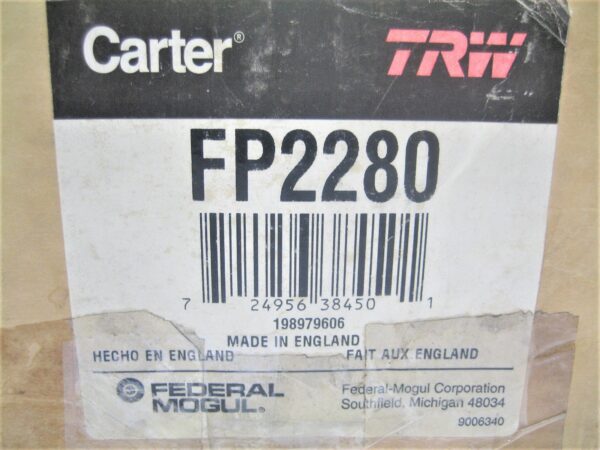 Carter® TRW
FP2280
7 24956 38450 1
198979606
MADE IN ENGLAND
HECHO EN ENGLAND FAIT AUX ENGLAND
FEDERAL
MOGUL®
Federal-Mogul Corporation
Southfield, Michigan 48034
9006340